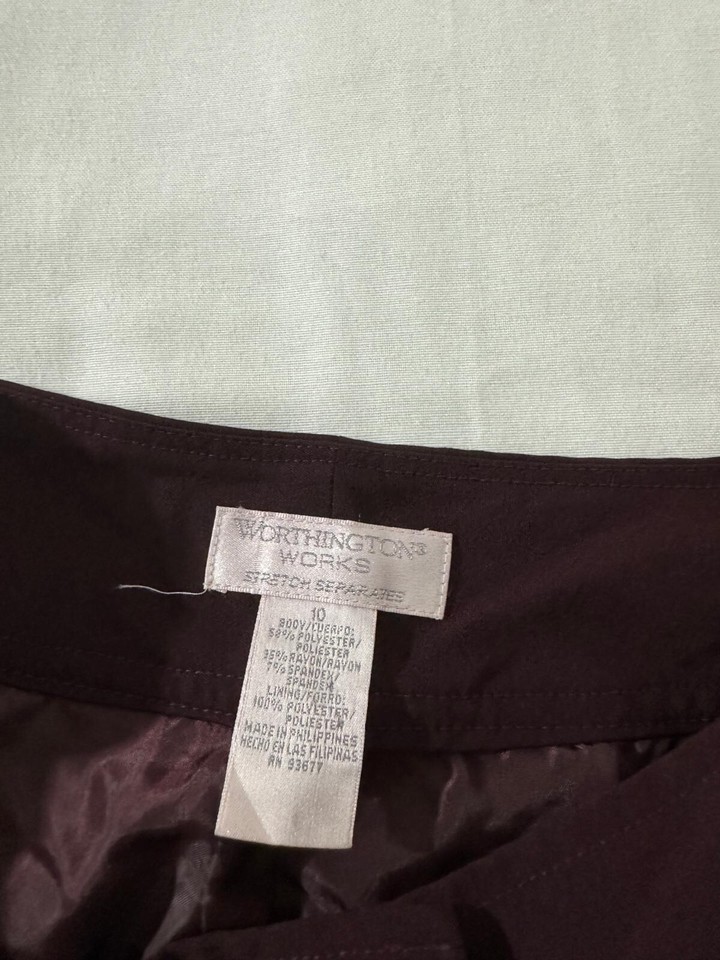 WORTHINGTON®
WORKS
STRETCH SEPARATES
10
BODY/CUERPO:
58% POLYESTER/
POLIESTER
35% RAYON/RAYON
7% SPANDEX/
SPANDEX
LINING/FORRO:
100% POLYESTER/
POLIESTER
MADE IN PHILIPPINES
HECHO EN LAS FILIPINAS
RN 93677